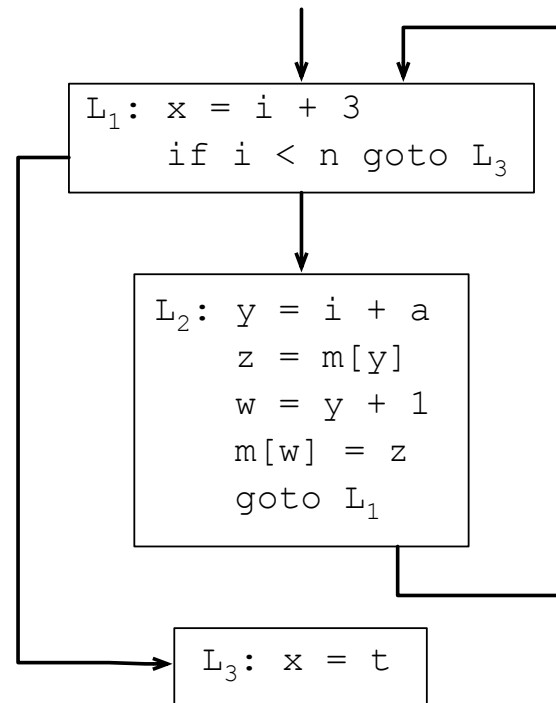 L₁: x = i + 3
if i < n goto L₃
L₂: y = i + a
z = m[y]
w = y + 1
m[w] = z
goto L₁
L₃: x = t